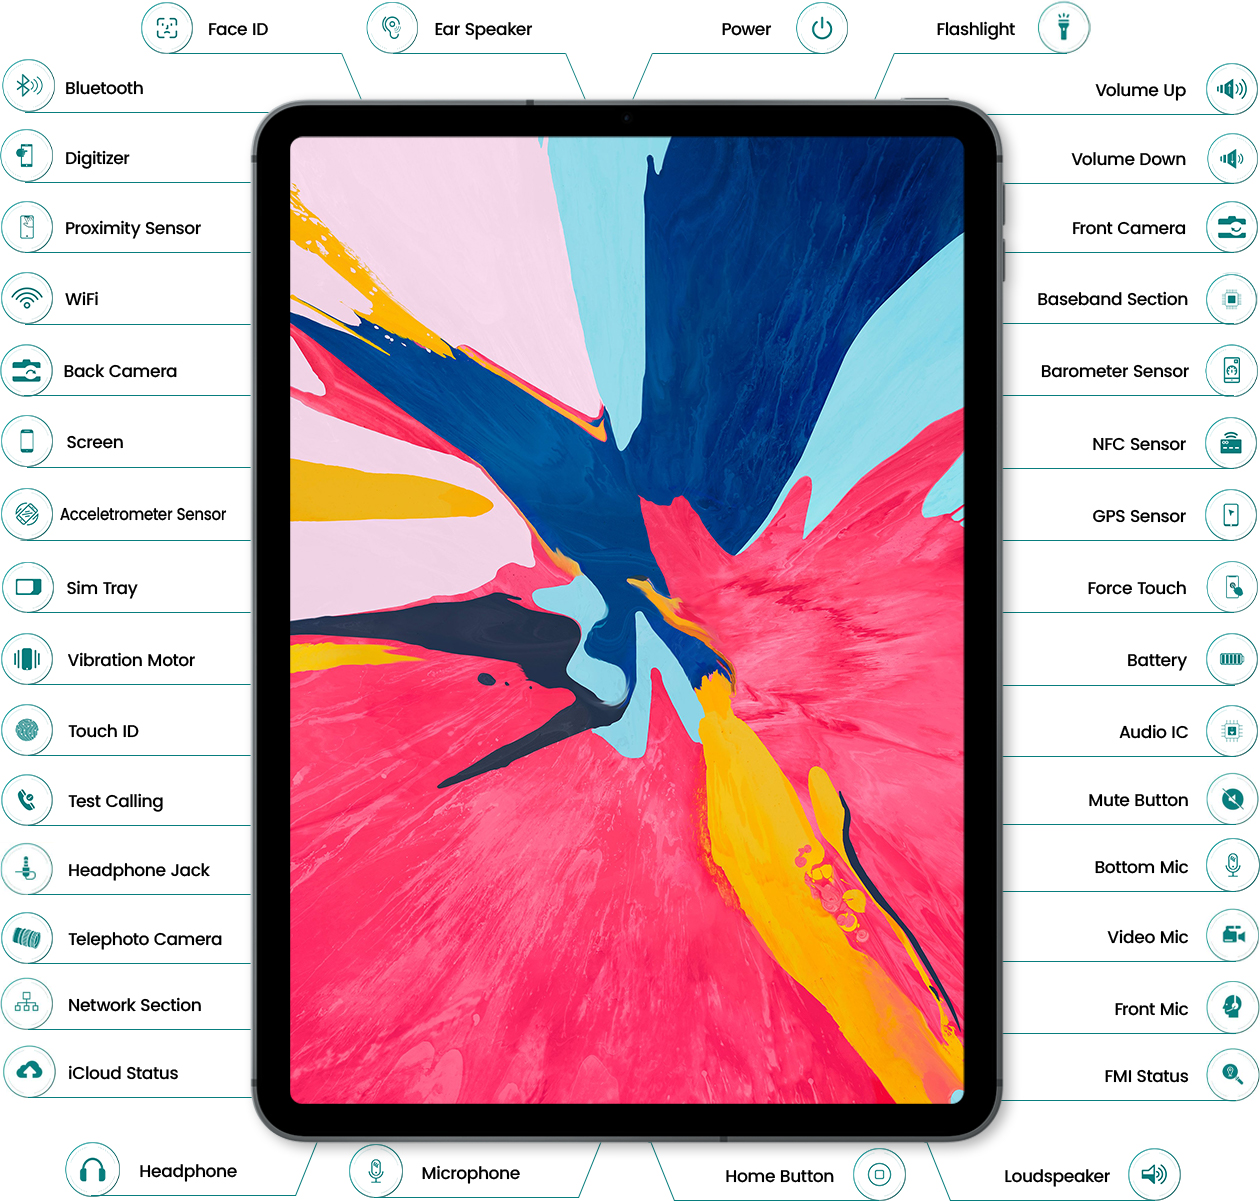 Face ID
Ear Speaker
Power
Flashlight
Bluetooth
Digitizer
Proximity Sensor
WiFi
Back Camera
Screen
Acceletrometer Sensor
Sim Tray
Vibration Motor
Touch ID
Test Calling
Headphone Jack
Telephoto Camera
Network Section
iCloud Status
Volume Up
Volume Down
Front Camera
Baseband Section
Barometer Sensor
NFC Sensor
GPS Sensor
Force Touch
Battery
Audio IC
Mute Button
Bottom Mic
Video Mic
Front Mic
FMI Status
Headphone
Microphone
Home Button
Loudspeaker